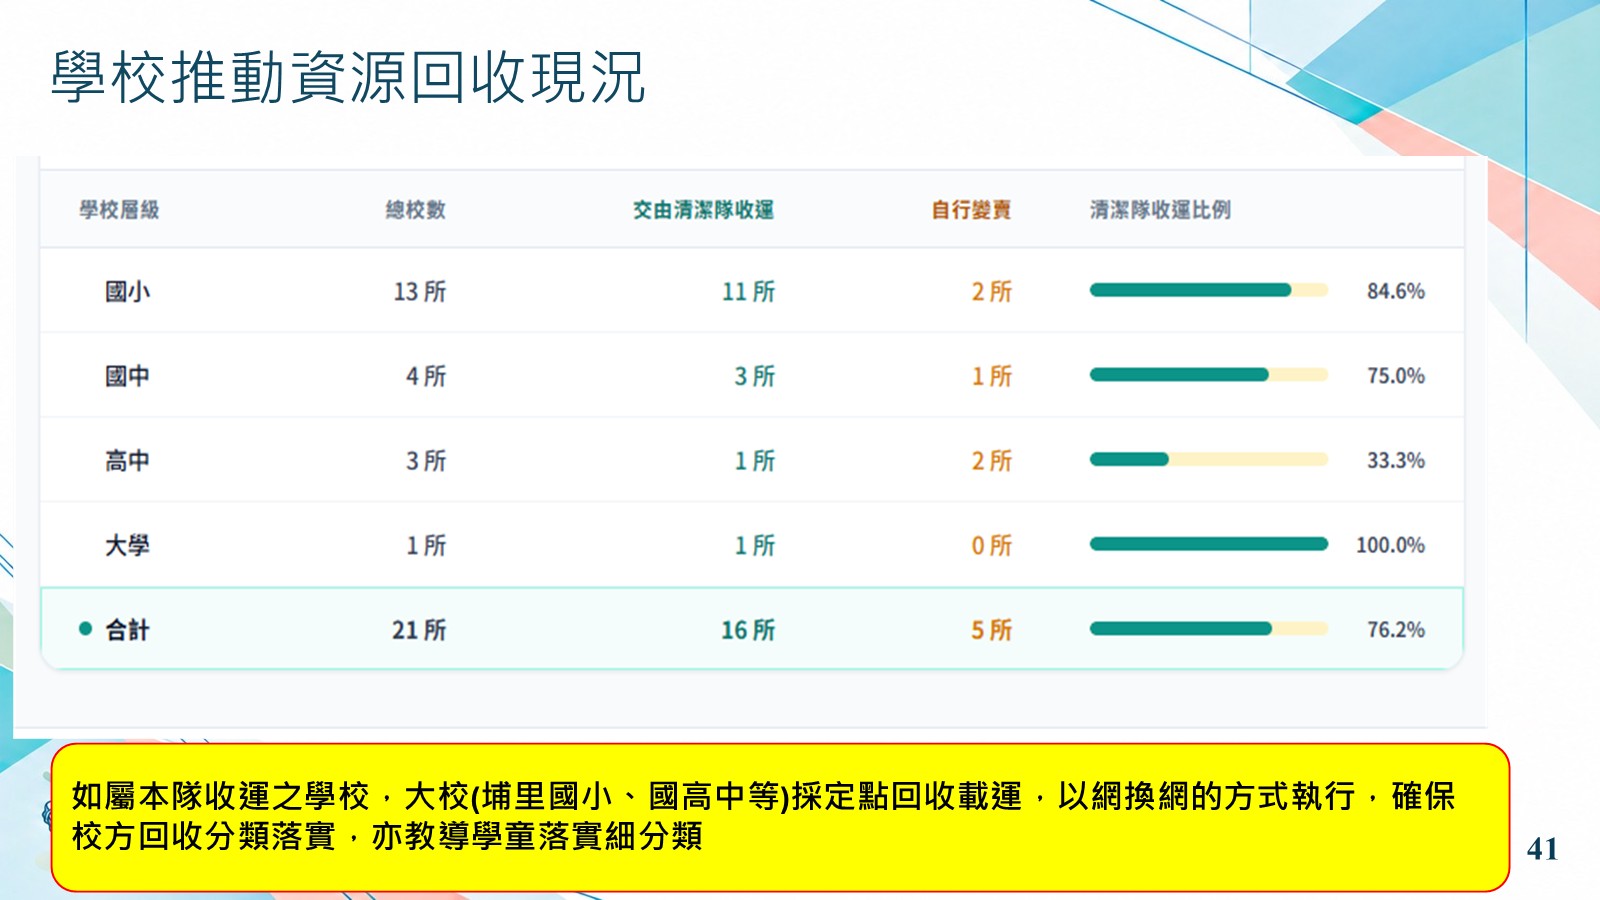 學校推動資源回收現況
學校層級 總校數 交由清潔隊收運 自行變賣 清潔隊收運比例
國小 13 所 11 所 2 所 84.6%
國中 4 所 3 所 1 所 75.0%
高中 3 所 1 所 2 所 33.3%
大學 1 所 1 所 0 所 100.0%
合計 21 所 16 所 5 所 76.2%
如屬本隊收運之學校，大校(埔里國小、國高中等)採定點回收載運，以網換網的方式執行，確保
校方回收分類落實，亦教導學童落實細分類
41